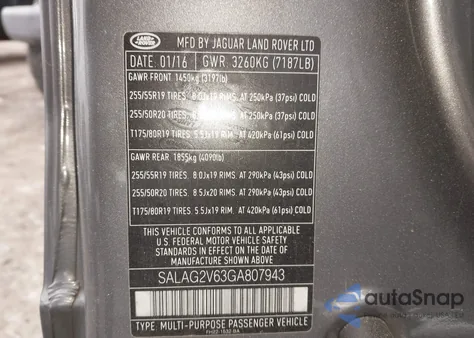 LAND ROVER
MFD BY JAGUAR LAND ROVER LTD
DATE: 01/16 GWR. 3260KG (7187LB)
GAWR FRONT 1450kg (3197lb)
255/55R19 TIRES. 8.0Jx19 RIMS. AT 250kPa (37psi) COLD
255/50R20 TIRES. RIMS. AT 250kPa (37psi) COLD
T175/80R19 TIRES. 5.5Jx19 RIM. AT 420kPa (61psi) COLD
GAWR REAR 1855kg (4090lb)
255/55R19 TIRES. 8.0Jx19 RIMS AT 290kPa (43psi) COLD
255/50R20 TIRES. 8.5Jx20 RIMS AT 290kPa (43psi) COLD
T175/80R19 TIRES 5.5Jx19 RIM. AT 420kPa (61psi) COLD
THIS VEHICLE CONFORMS TO ALL APPLICABLE
U.S. FEDERAL MOTOR VEHICLE SAFETY
STANDARDS IN EFFECT ON THE DATE OF
MANUFACTURE SHOWN ABOVE
SALAG2V63GA807943
TYPE: MULTI-PURPOSE PASSENGER VEHICLE
autoSnap